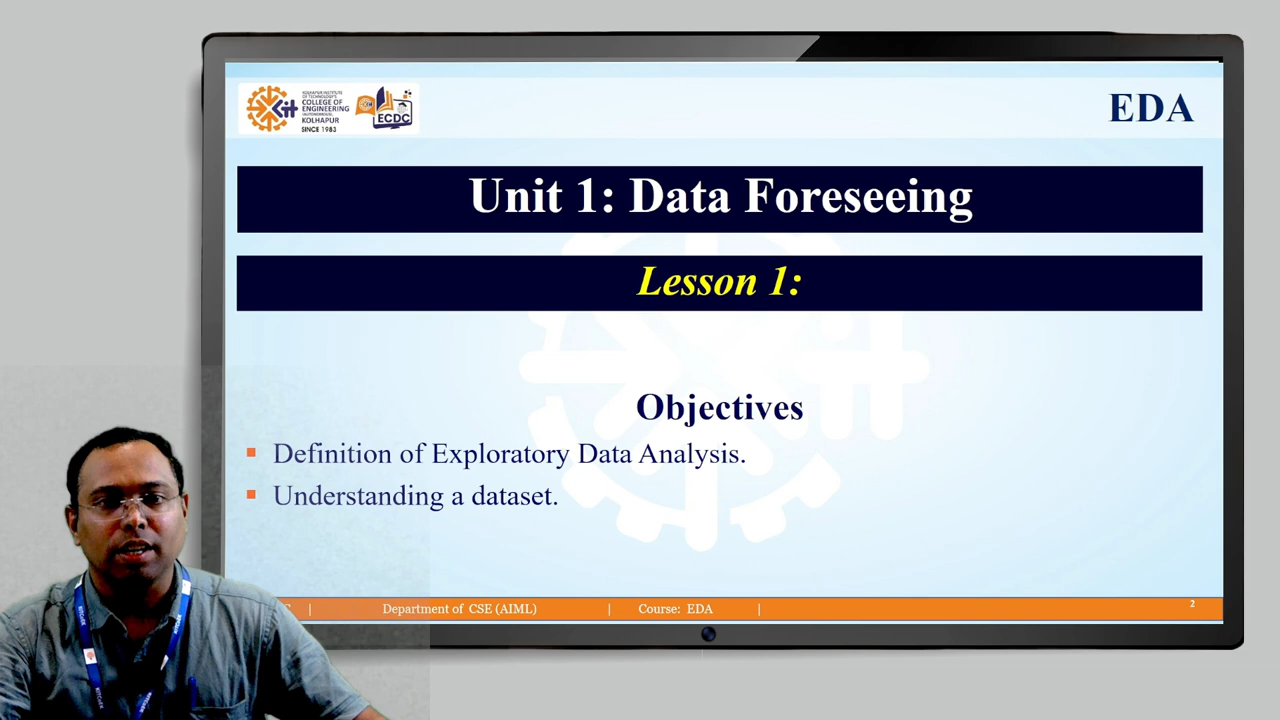 KOLHAPUR INSTITUTE
OF TECHNOLOGY'S
COLLEGE OF
ENGINEERING
(AUTONOMOUS),
KOLHAPUR
SINCE 1983
ECDC
EDA
Unit 1: Data Foreseeing
Lesson 1:
Objectives
▪ Definition of Exploratory Data Analysis.
▪ Understanding a dataset.
C | Department of CSE (AIML) | Course: EDA |
2